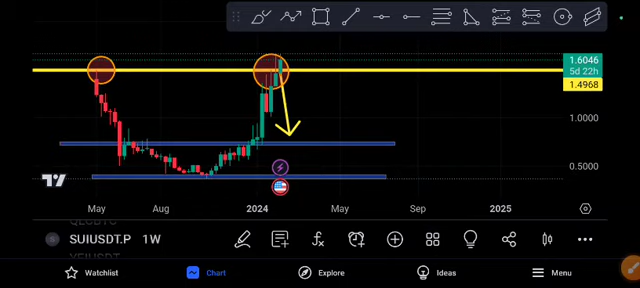 1.6046
5d 22h
1.4968
1.0000
0.5000
May Aug 2024 May Sep 2025
SUIUSDT.P 1W
Watchlist Chart Explore Ideas Menu